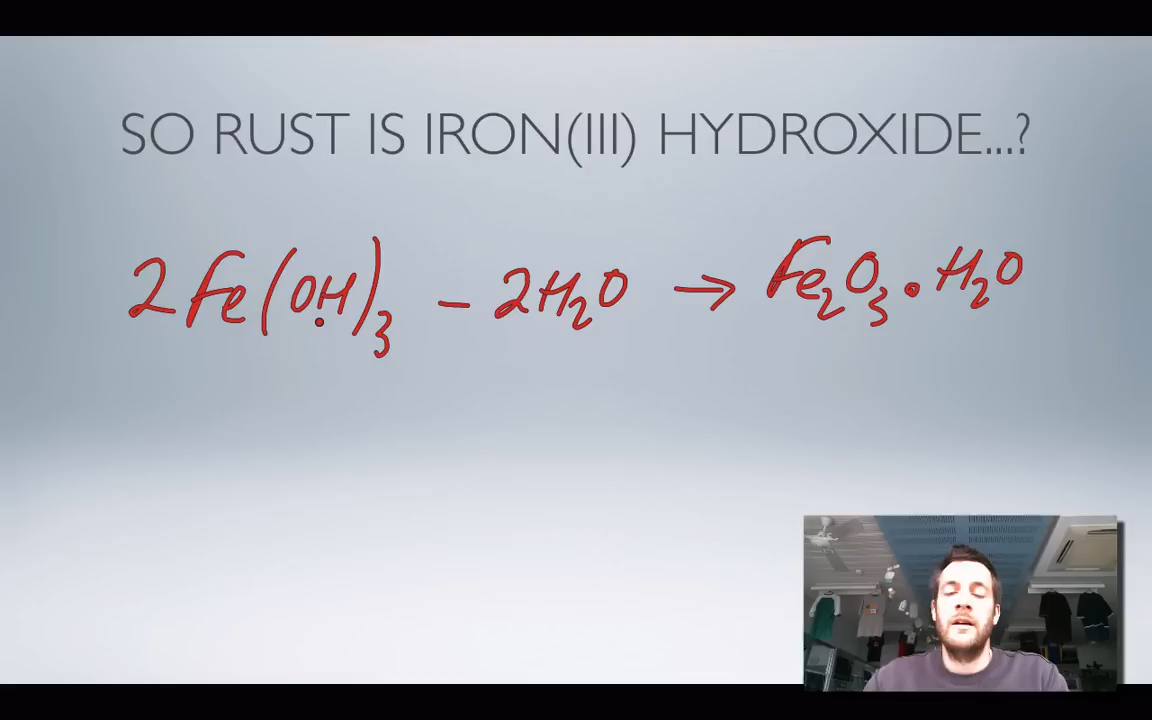 SO RUST IS IRON(III) HYDROXIDE...?
2Fe(OH)₃ – 2H₂O → Fe₂O₃•H₂O